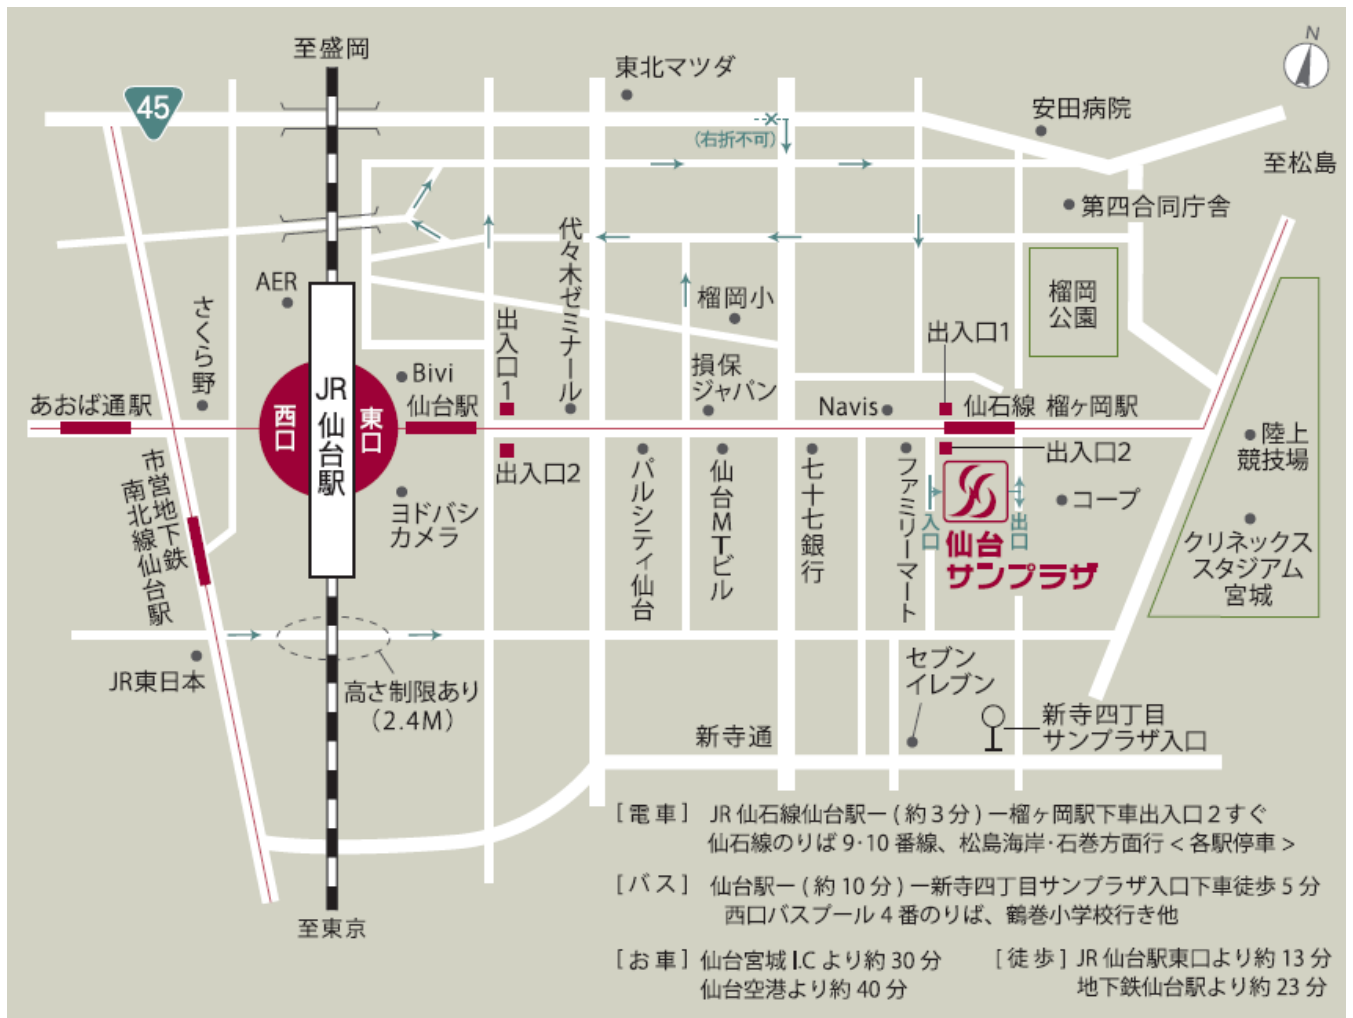 N
至盛岡
45
東北マツダ
(右折不可)
安田病院
至松島
第四合同庁舎
代々木ゼミナール
AER
さくら野
榴岡小
榴岡
公園
出入口1
出入口1
Bivi
損保
ジャパン
JR仙台駅
西口
東口
あおば通駅
仙台駅
Navis
仙石線 榴ヶ岡駅
出入口2
出入口2
陸上
競技場
市営地下鉄
南北線仙台駅
ヨドバシ
カメラ
パルシティ仙台
仙台MTビル
七十七銀行
ファミリーマート
入口
出口
コープ
仙台
サンプラザ
クリネックス
スタジアム
宮城
JR東日本
高さ制限あり
(2.4M)
セブン
イレブン
新寺通
新寺四丁目
サンプラザ入口
至東京
[電車] JR仙石線仙台駅ー(約3分)ー榴ヶ岡駅下車出入口2すぐ
仙石線のりば9･10番線、松島海岸･石巻方面行<各駅停車>
[バス] 仙台駅ー(約10分)ー新寺四丁目サンプラザ入口下車徒歩5分
西口バスプール4番のりば、鶴巻小学校行き他
[お車] 仙台宮城I.Cより約30分
仙台空港より約40分
[徒歩] JR仙台駅東口より約13分
地下鉄仙台駅より約23分